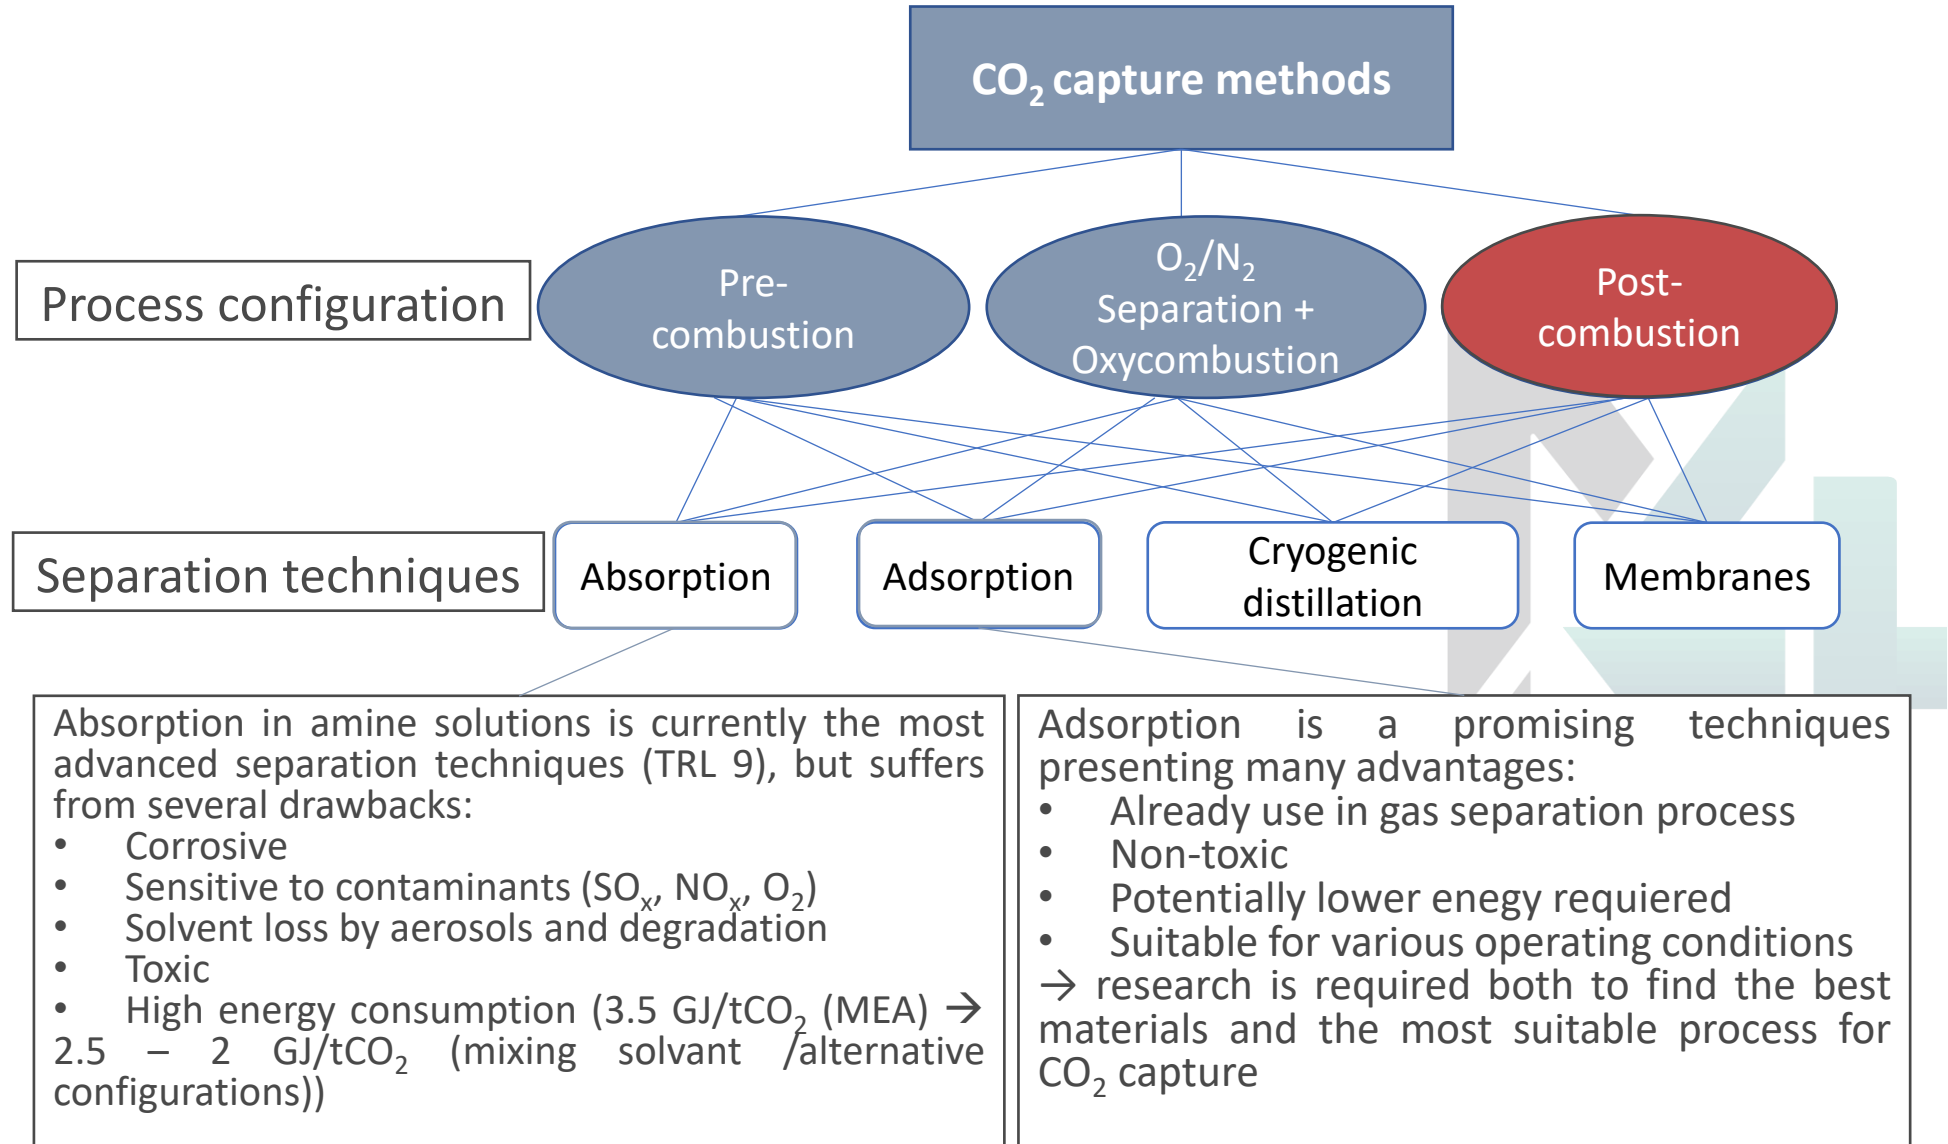 CO₂ capture methods
Process configuration
Pre-
combustion
O₂/N₂
Separation +
Oxycombustion
Post-
combustion
Separation techniques
Absorption
Adsorption
Cryogenic
distillation
Membranes
Absorption in amine solutions is currently the most
advanced separation techniques (TRL 9), but suffers
from several drawbacks:
• Corrosive
• Sensitive to contaminants (SOₓ, NOₓ, O₂)
• Solvent loss by aerosols and degradation
• Toxic
• High energy consumption (3.5 GJ/tCO₂ (MEA) →
2.5 – 2 GJ/tCO₂ (mixing solvant /alternative
configurations))
Adsorption is a promising techniques
presenting many advantages:
• Already use in gas separation process
• Non-toxic
• Potentially lower enegy requiered
• Suitable for various operating conditions
→ research is required both to find the best
materials and the most suitable process for
CO₂ capture